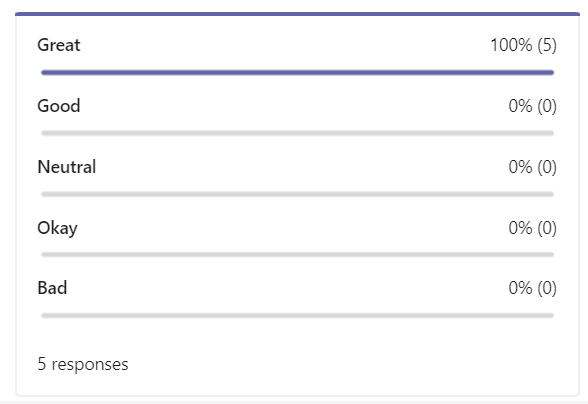 Great 100% (5)
Good 0% (0)
Neutral 0% (0)
Okay 0% (0)
Bad 0% (0)
5 responses